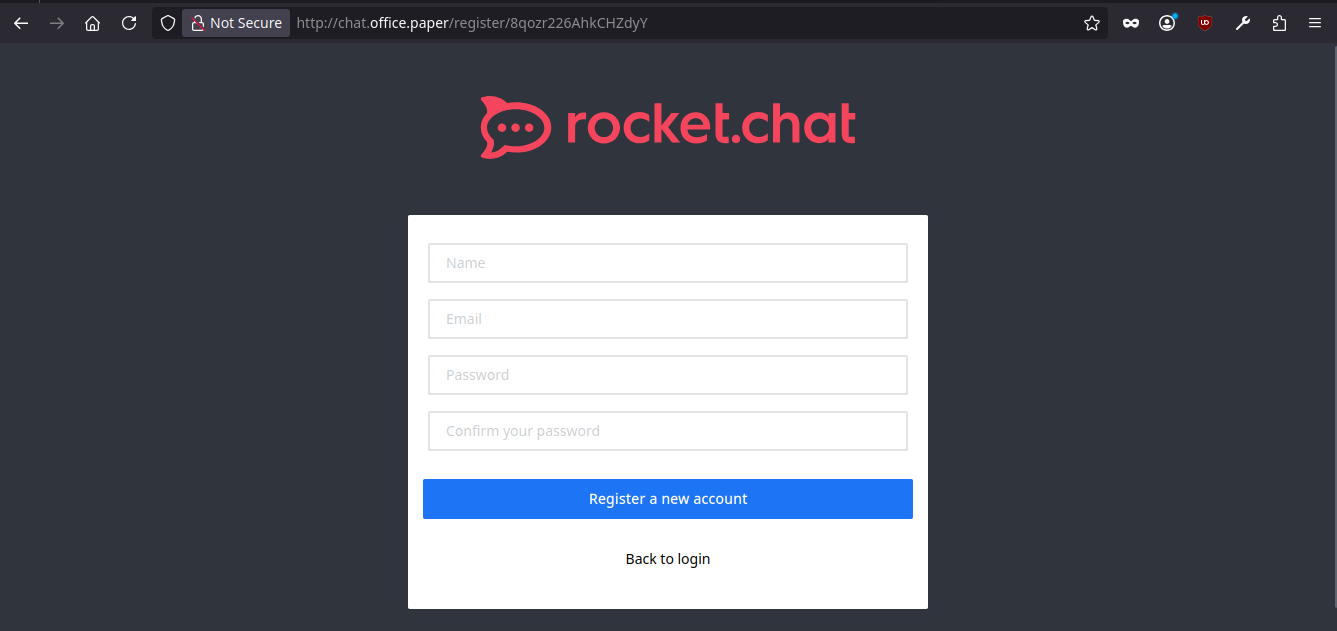 Not Secure http://chat.office.paper/register/8qozr226AhkCHZdyY
rocket.chat
Name
Email
Password
Confirm your password
Register a new account
Back to login